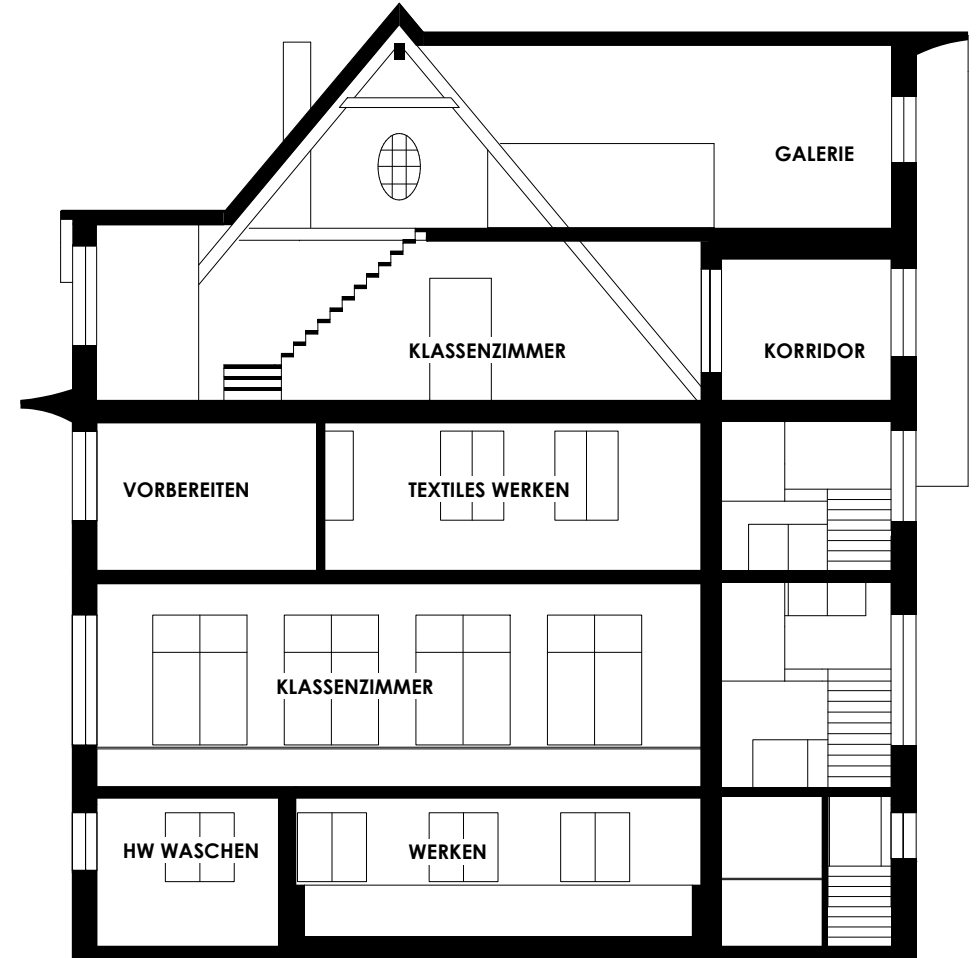 GALERIE
KLASSENZIMMER
KORRIDOR
VORBEREITEN
TEXTILES WERKEN
KLASSENZIMMER
HW WASCHEN
WERKEN